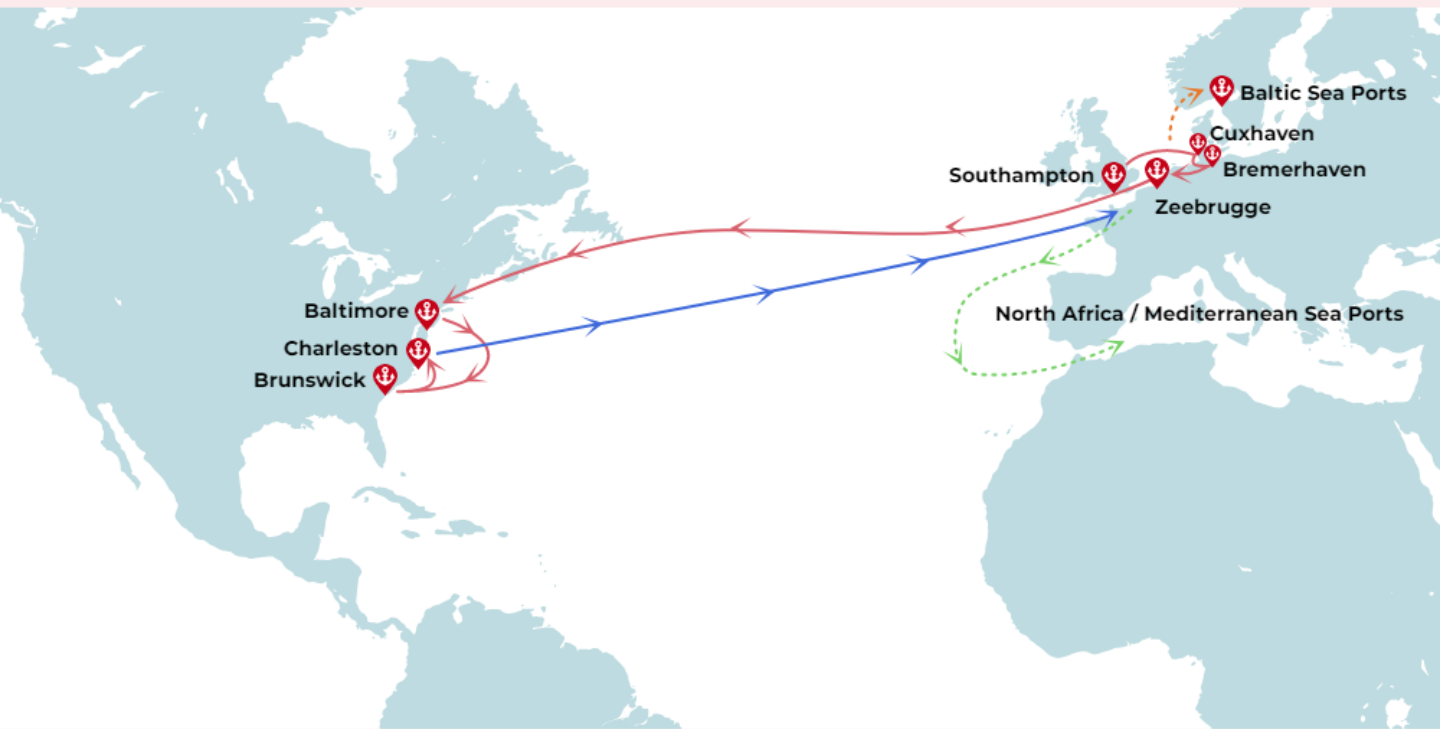 Baltic Sea Ports
Cuxhaven
Southampton
Bremerhaven
Zeebrugge
Baltimore
North Africa / Mediterranean Sea Ports
Charleston
Brunswick